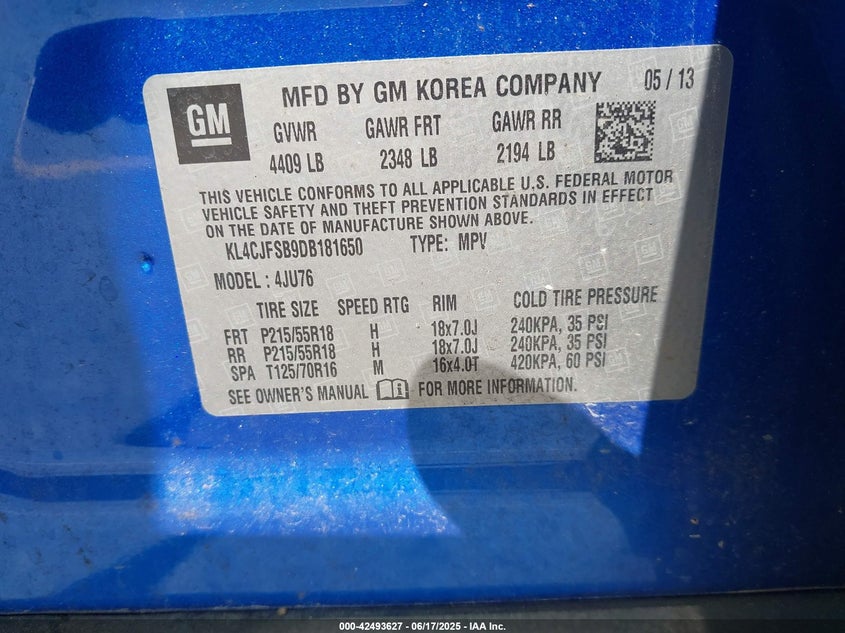 GM
MFD BY GM KOREA COMPANY 05 / 13
GVWR GAWR FRT GAWR RR
4409 LB 2348 LB 2194 LB
THIS VEHICLE CONFORMS TO ALL APPLICABLE U.S. FEDERAL MOTOR
VEHICLE SAFETY AND THEFT PREVENTION STANDARDS IN EFFECT
ON THE DATE OF MANUFACTURE SHOWN ABOVE.
KL4CJFSB9DB181650 TYPE: MPV
MODEL : 4JU76
TIRE SIZE SPEED RTG RIM COLD TIRE PRESSURE
FRT P215/55R18 H 18x7.0J 240KPA, 35 PSI
RR P215/55R18 H 18x7.0J 240KPA, 35 PSI
SPA T125/70R16 M 16x4.0T 420KPA, 60 PSI
SEE OWNER'S MANUAL FOR MORE INFORMATION.
000-42493627 - 06/17/2025 - IAA Inc.